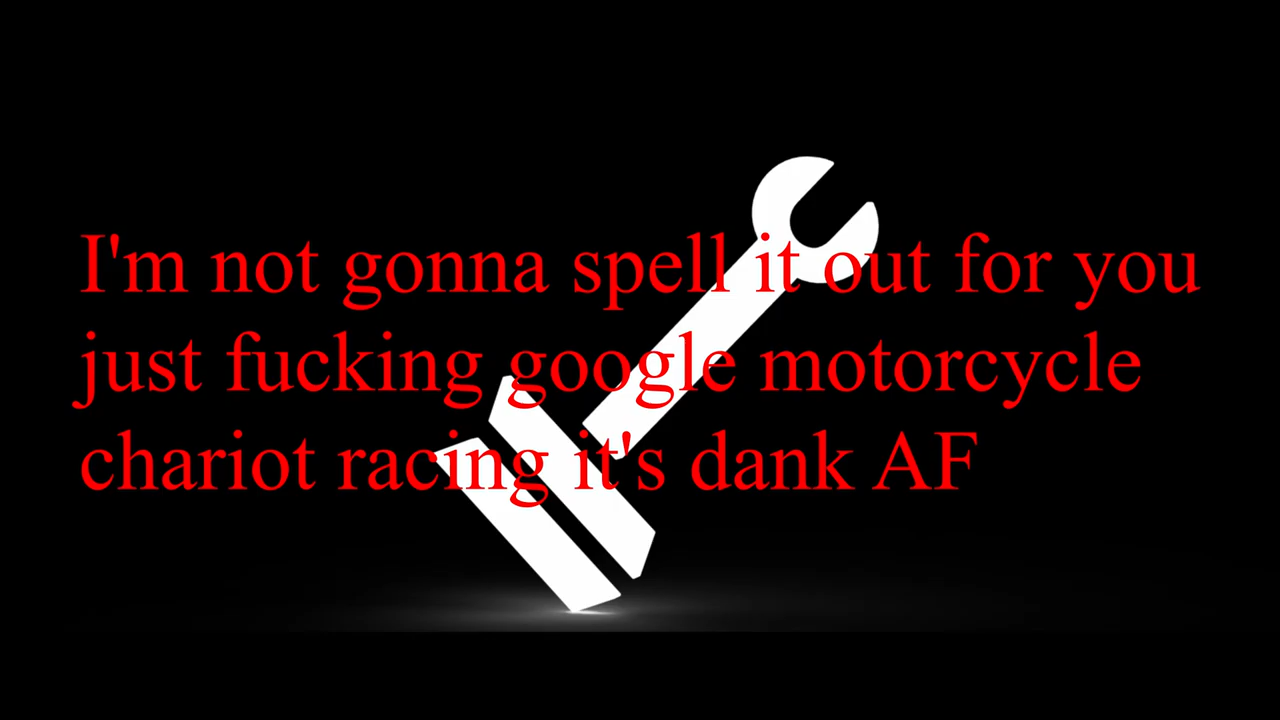 I'm not gonna spell it out for you
just fucking google motorcycle
chariot racing it's dank AF